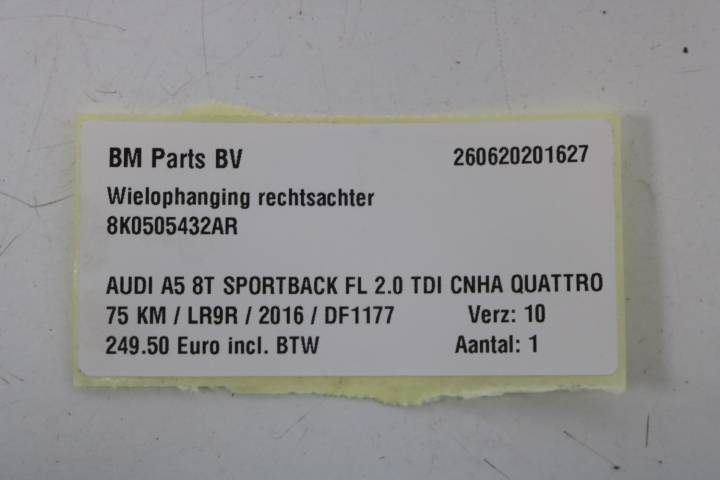 BM Parts BV 260620201627
Wielophanging rechtsachter
8K0505432AR
AUDI A5 8T SPORTBACK FL 2.0 TDI CNHA QUATTRO
75 KM / LR9R / 2016 / DF1177 Verz: 10
249.50 Euro incl. BTW Aantal: 1